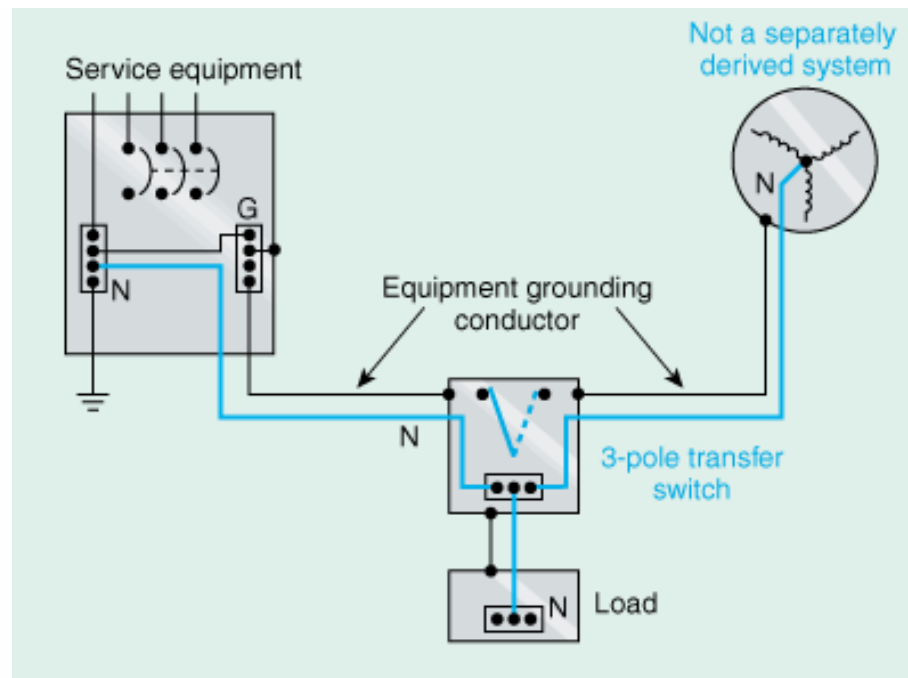 Not a separately
derived system
Service equipment
G
N
N
Equipment grounding
conductor
N
3-pole transfer
switch
N
Load